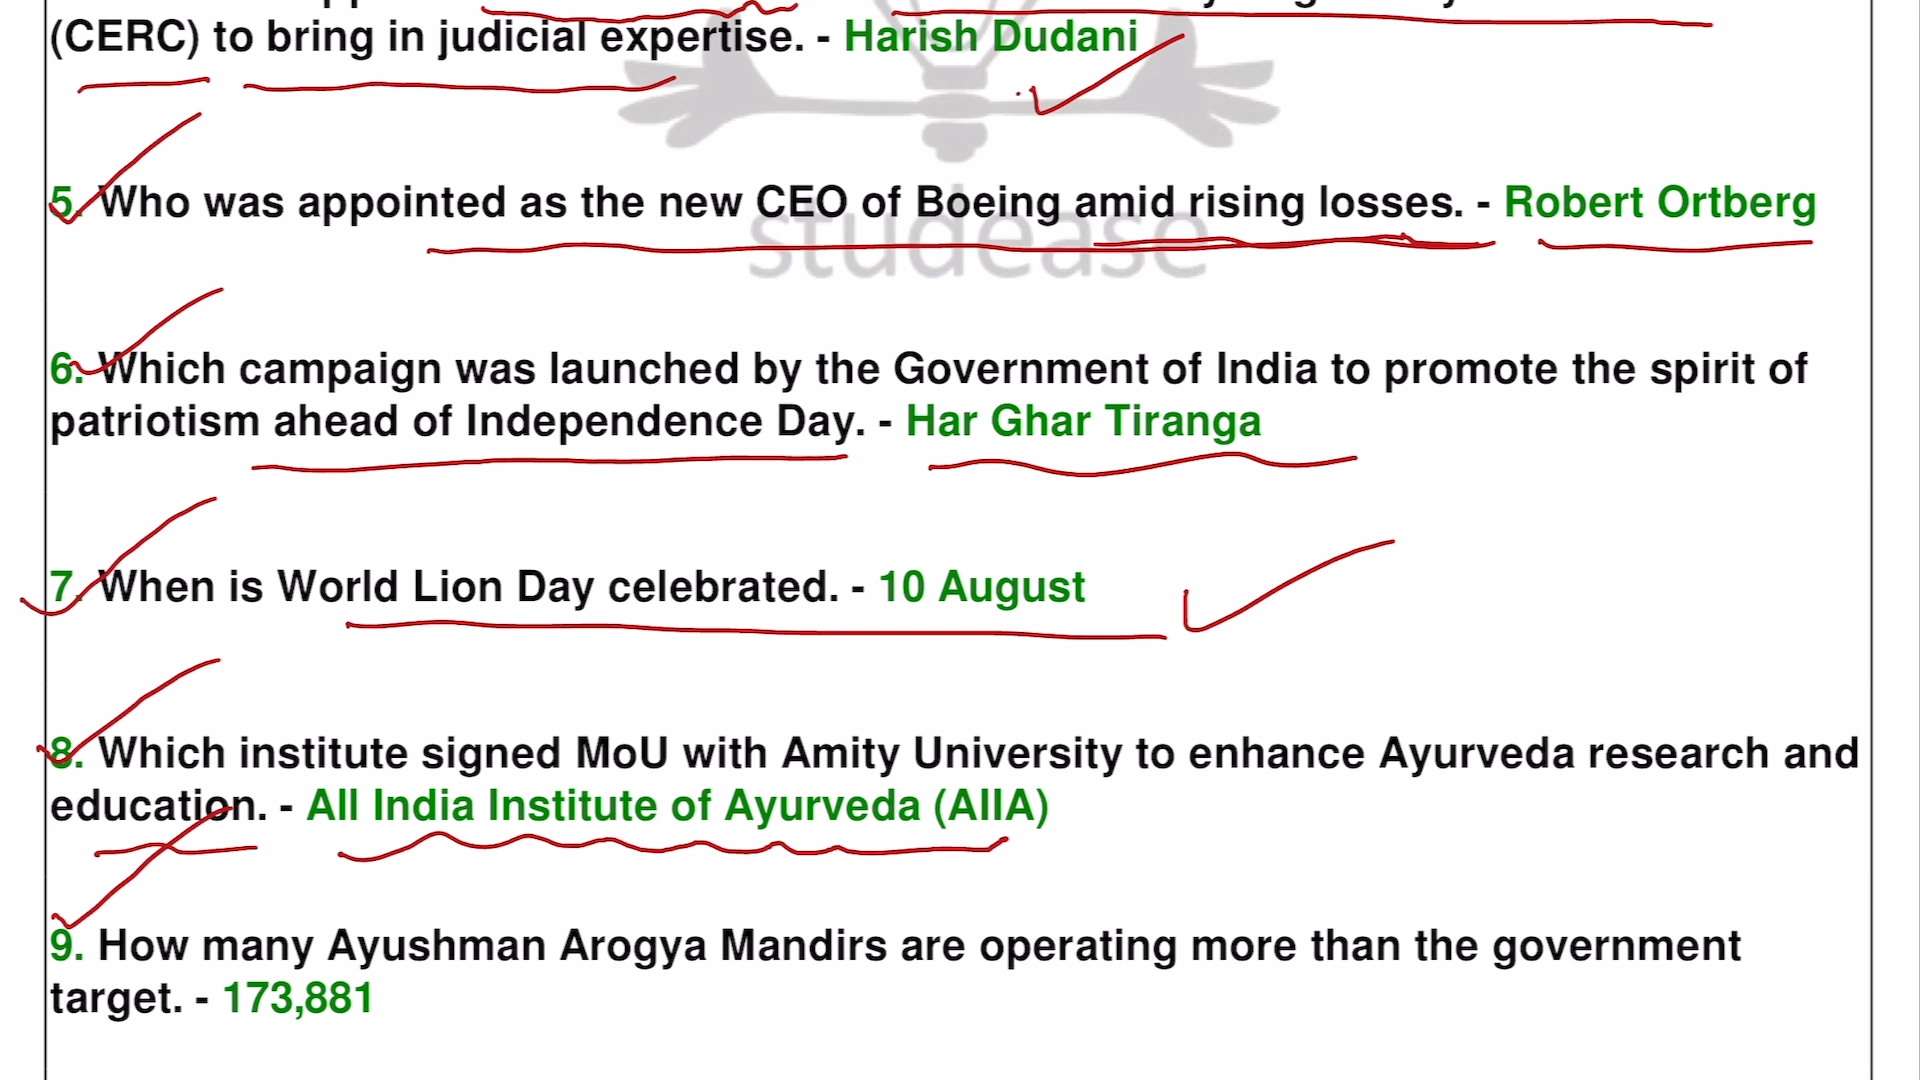 (CERC) to bring in judicial expertise. - Harish Dudani
5. Who was appointed as the new CEO of Boeing amid rising losses. - Robert Ortberg
studease
6. Which campaign was launched by the Government of India to promote the spirit of
patriotism ahead of Independence Day. - Har Ghar Tiranga
7. When is World Lion Day celebrated. - 10 August
8. Which institute signed MoU with Amity University to enhance Ayurveda research and
education. - All India Institute of Ayurveda (AIIA)
9. How many Ayushman Arogya Mandirs are operating more than the government
target. - 173,881